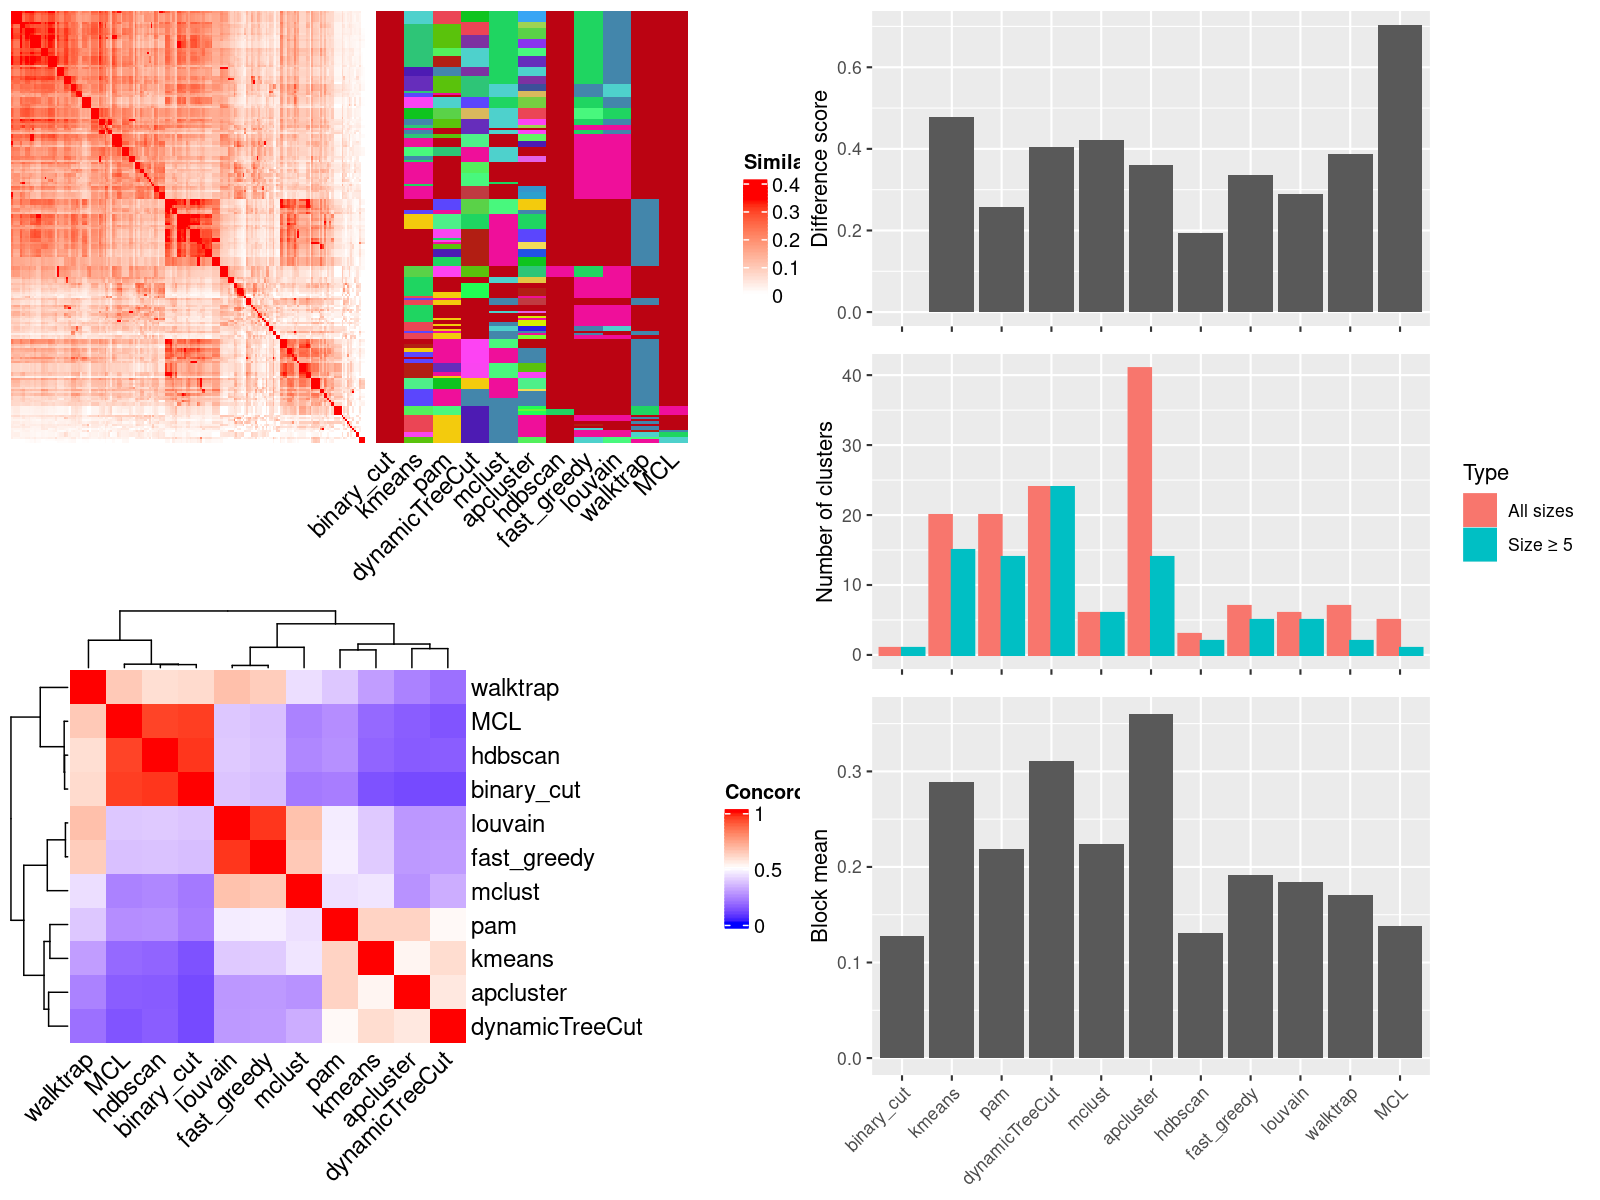 Simila
0.4
0.3
0.2
0.1
0
binary_cut
kmeans
pam
dynamicTreeCut
mclust
apcluster
hdbscan
fast_greedy
louvain
walktrap
MCL
walktrap
MCL
hdbscan
binary_cut
louvain
fast_greedy
mclust
pam
kmeans
apcluster
dynamicTreeCut
walktrap
MCL
hdbscan
binary_cut
louvain
fast_greedy
mclust
pam
kmeans
apcluster
dynamicTreeCut
Concord
1
0.5
0
Difference score
0.6
0.4
0.2
0.0
Number of clusters
40
30
20
10
0
Type
All sizes
Size ≥ 5
Block mean
0.3
0.2
0.1
0.0
binary_cut
kmeans
pam
dynamicTreeCut
mclust
apcluster
hdbscan
fast_greedy
louvain
walktrap
MCL